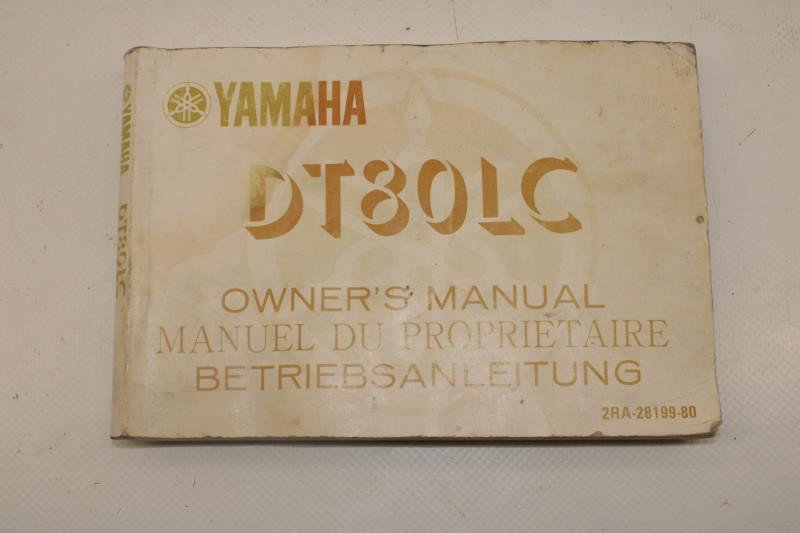 YAMAHA
DT80LC
OWNER'S MANUAL
MANUEL DU PROPRIETAIRE
BETRIEBSANLEITUNG
2RA-28199-80
YAMAHA DT80LC